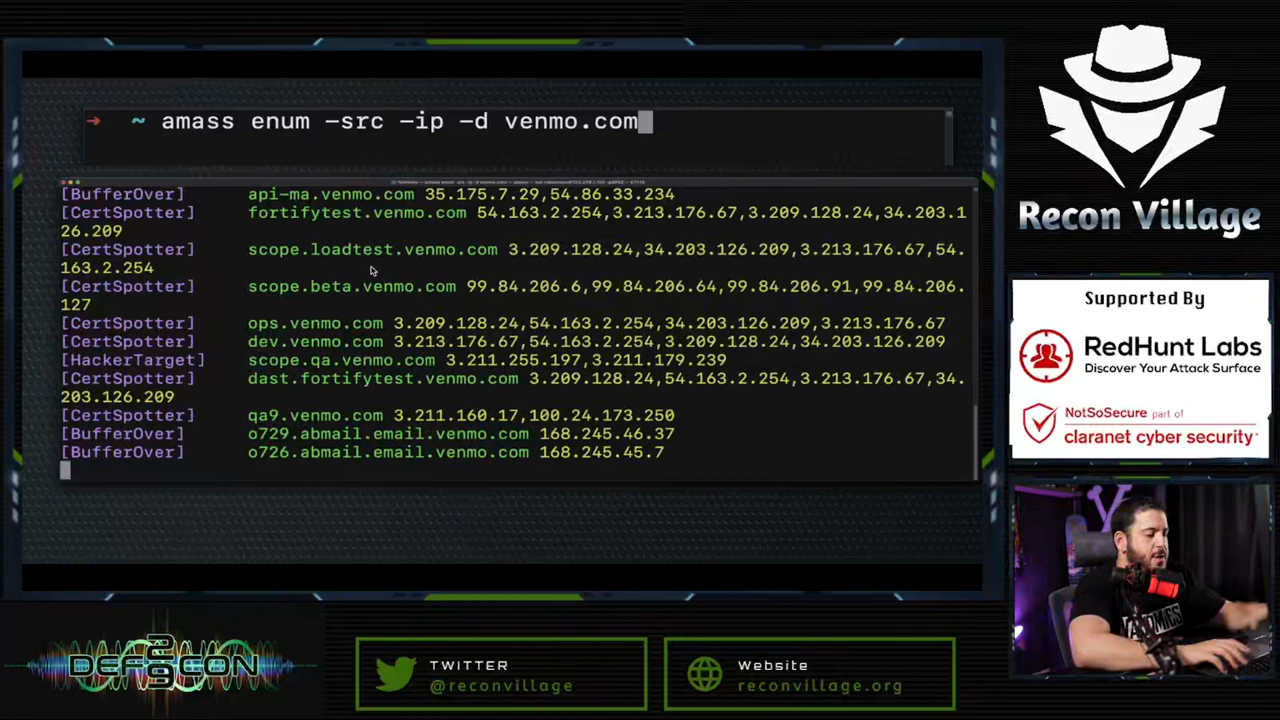 → ~ amass enum -src -ip -d venmo.com
[BufferOver] api-ma.venmo.com 35.175.7.29,54.86.33.234
[CertSpotter] fortifytest.venmo.com 54.163.2.254,3.213.176.67,3.209.128.24,34.203.1
26.209
[CertSpotter] scope.loadtest.venmo.com 3.209.128.24,34.203.126.209,3.213.176.67,54.
163.2.254
[CertSpotter] scope.beta.venmo.com 99.84.206.6,99.84.206.64,99.84.206.91,99.84.206.
127
[CertSpotter] ops.venmo.com 3.209.128.24,54.163.2.254,34.203.126.209,3.213.176.67
[CertSpotter] dev.venmo.com 3.213.176.67,54.163.2.254,3.209.128.24,34.203.126.209
[HackerTarget] scope.qa.venmo.com 3.211.255.197,3.211.179.239
[CertSpotter] dast.fortifytest.venmo.com 3.209.128.24,54.163.2.254,3.213.176.67,34.
203.126.209
[CertSpotter] qa9.venmo.com 3.211.160.17,100.24.173.250
[BufferOver] o729.abmail.email.venmo.com 168.245.46.37
[BufferOver] o726.abmail.email.venmo.com 168.245.45.7
Recon Village
Supported By
RedHunt Labs
Discover Your Attack Surface
NotSoSecure part of
claranet cyber security
DEFCON
29
TWITTER
@reconvillage
Website
reconvillage.org